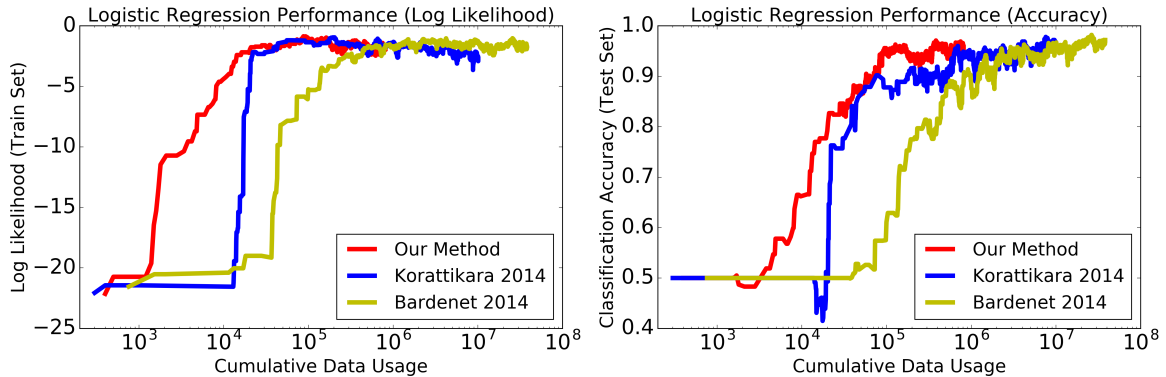 Logistic Regression Performance (Log Likelihood)
Log Likelihood (Train Set)
0
−5
−10
−15
−20
−25
Our Method
Korattikara 2014
Bardenet 2014
10^3 10^4 10^5 10^6 10^7 10^8
Cumulative Data Usage
Logistic Regression Performance (Accuracy)
Classification Accuracy (Test Set)
1.0
0.9
0.8
0.7
0.6
0.5
0.4
Our Method
Korattikara 2014
Bardenet 2014
10^3 10^4 10^5 10^6 10^7 10^8
Cumulative Data Usage